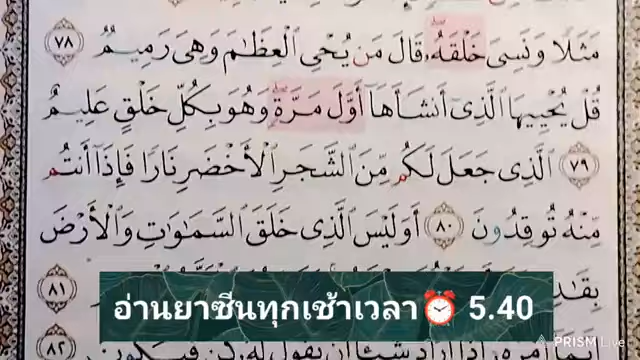 مَثَلًا وَنَسِىَ خَلْقَهُۥ قَالَ مَن يُحْىِ ٱلْعِظَـٰمَ وَهِىَ رَمِيمٌ ٧٨
قُلْ يُحْيِيهَا ٱلَّذِىٓ أَنشَأَهَآ أَوَّلَ مَرَّةٍ وَهُوَ بِكُلِّ خَلْقٍ عَلِيمٌ
٧٩ ٱلَّذِى جَعَلَ لَكُم مِّنَ ٱلشَّجَرِ ٱلْأَخْضَرِ نَارًا فَإِذَآ أَنتُم
مِّنْهُ تُوقِدُونَ ٨٠ أَوَلَيْسَ ٱلَّذِى خَلَقَ ٱلسَّمَـٰوَٰتِ وَٱلْأَرْضَ
٨١
อ่านยาซีนทุกเช้าเวลา⏰ 5.40
PRISM Live
٨٢